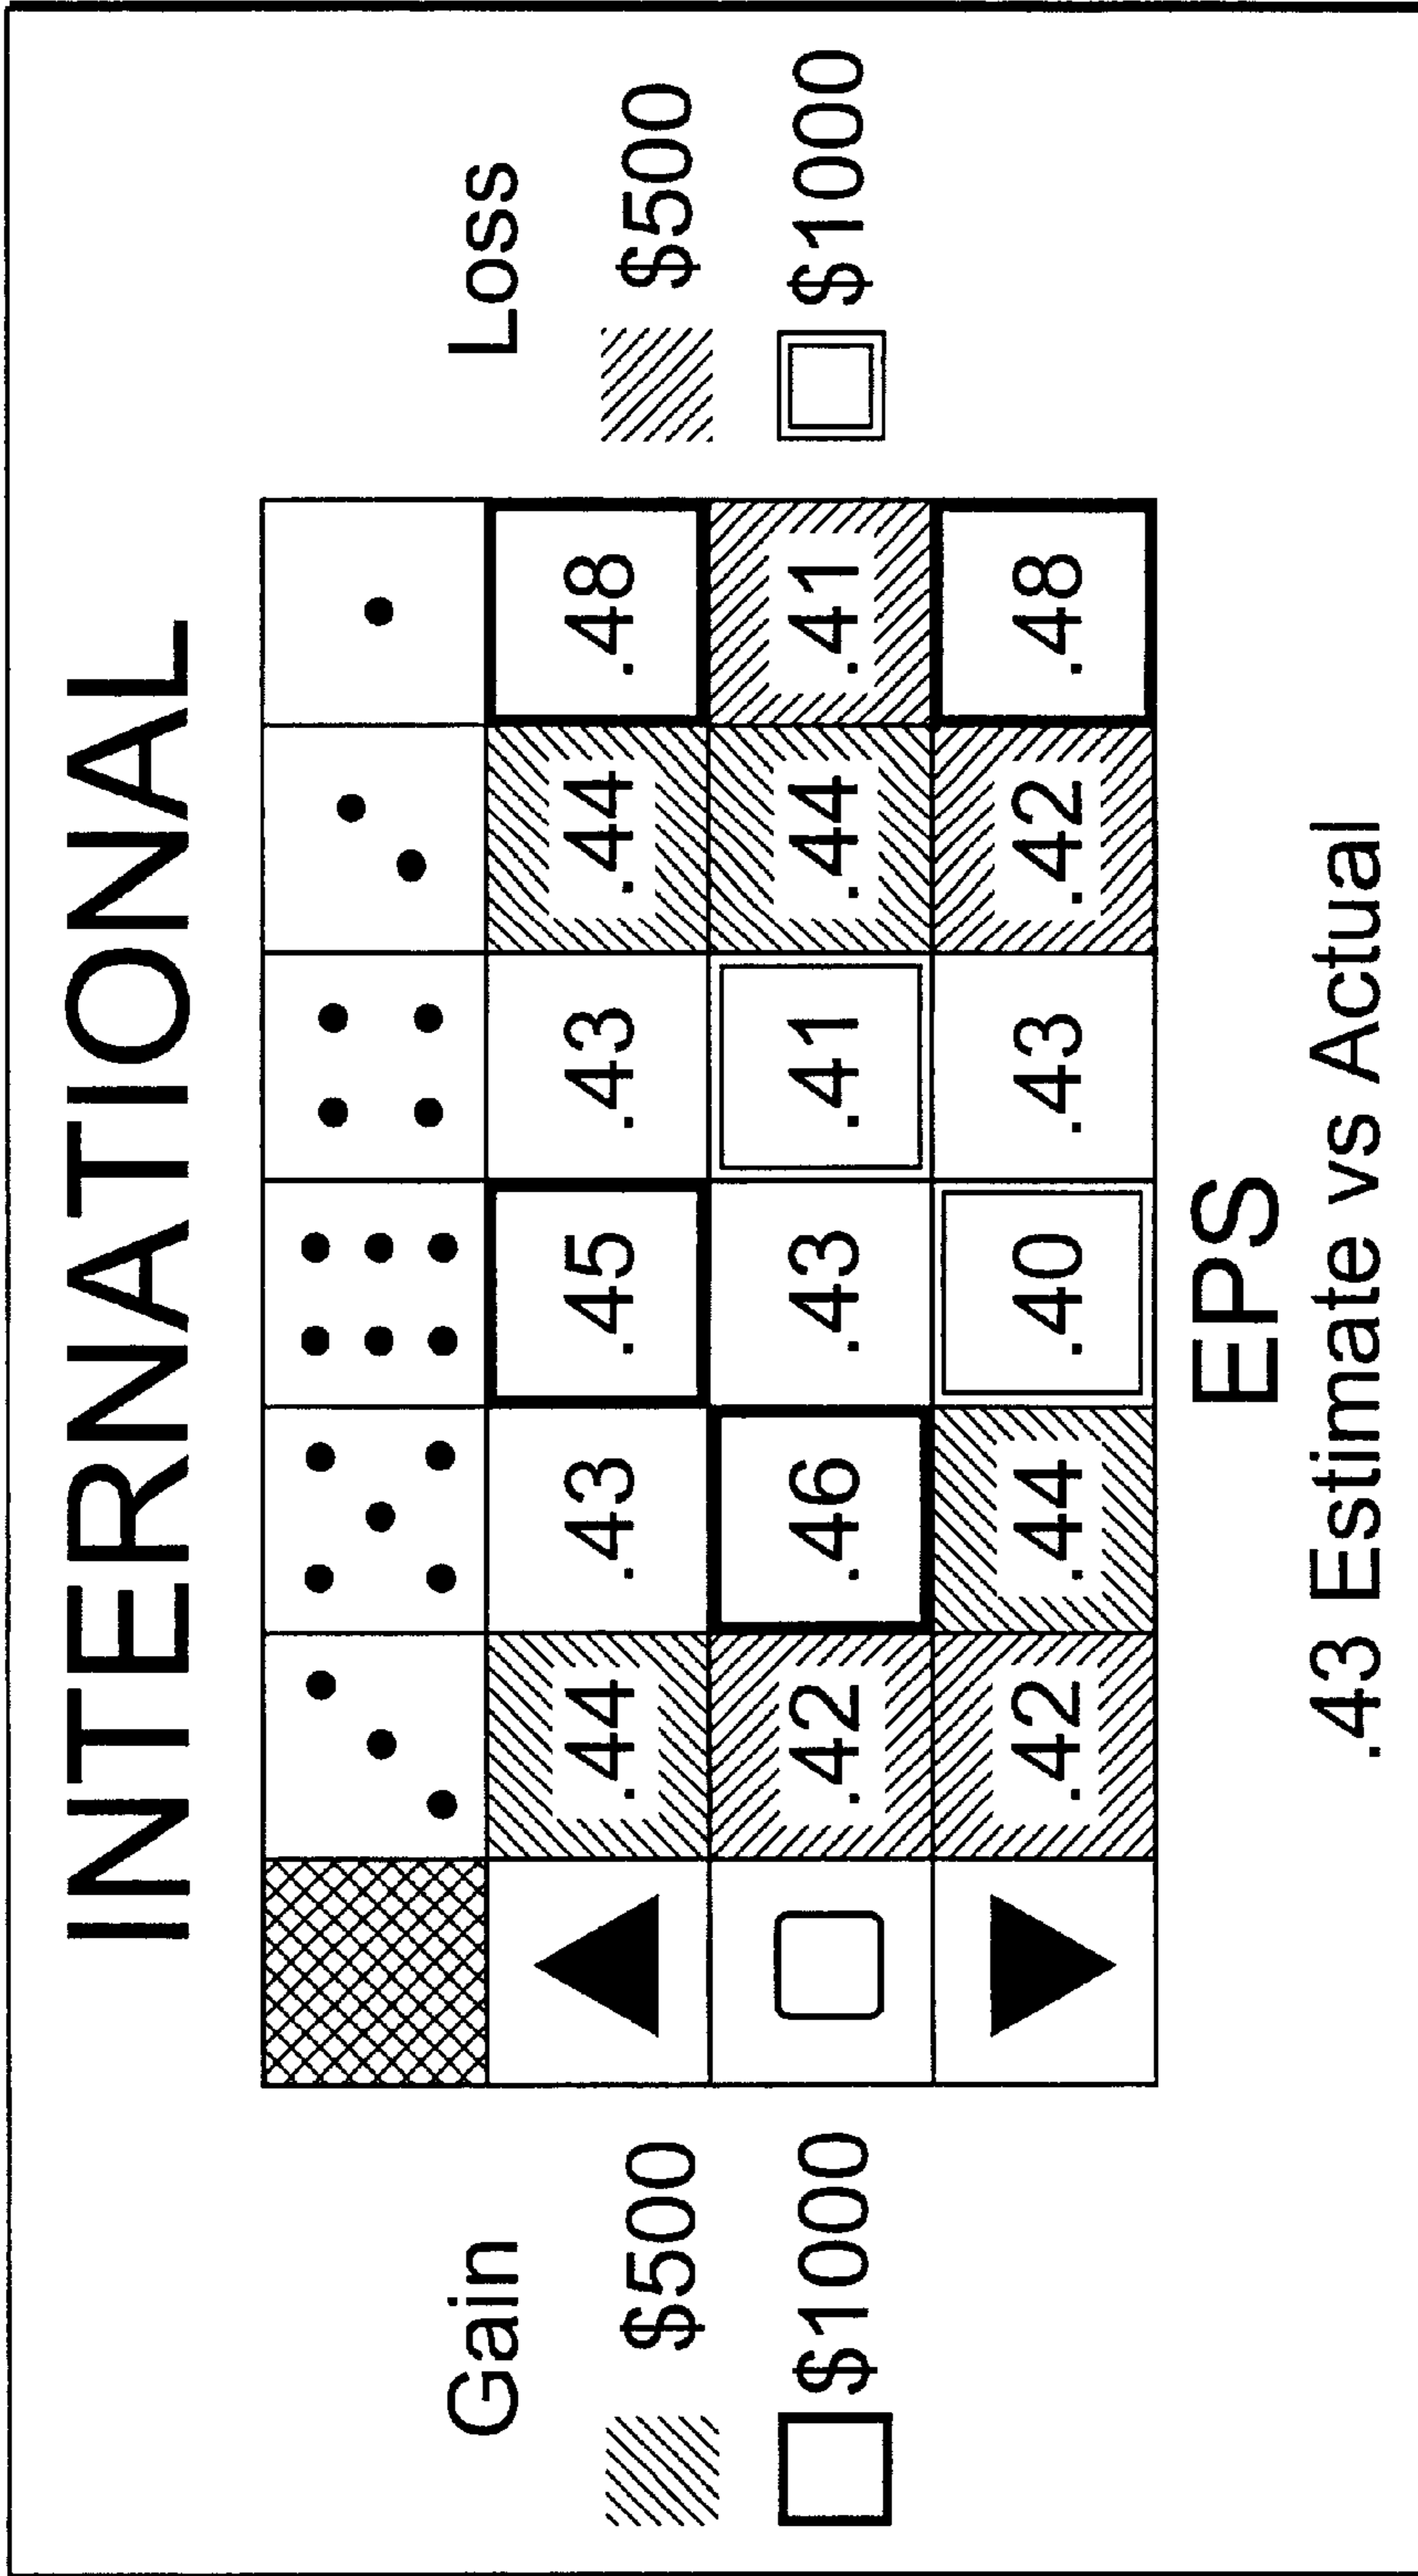 INTERNATIONAL
Gain
$500
$1000
.44 .43 .45 .43 .44 .48
.42 .46 .43 .41 .44 .41
.42 .44 .40 .43 .42 .48
Loss
$500
$1000
EPS
.43 Estimate vs Actual